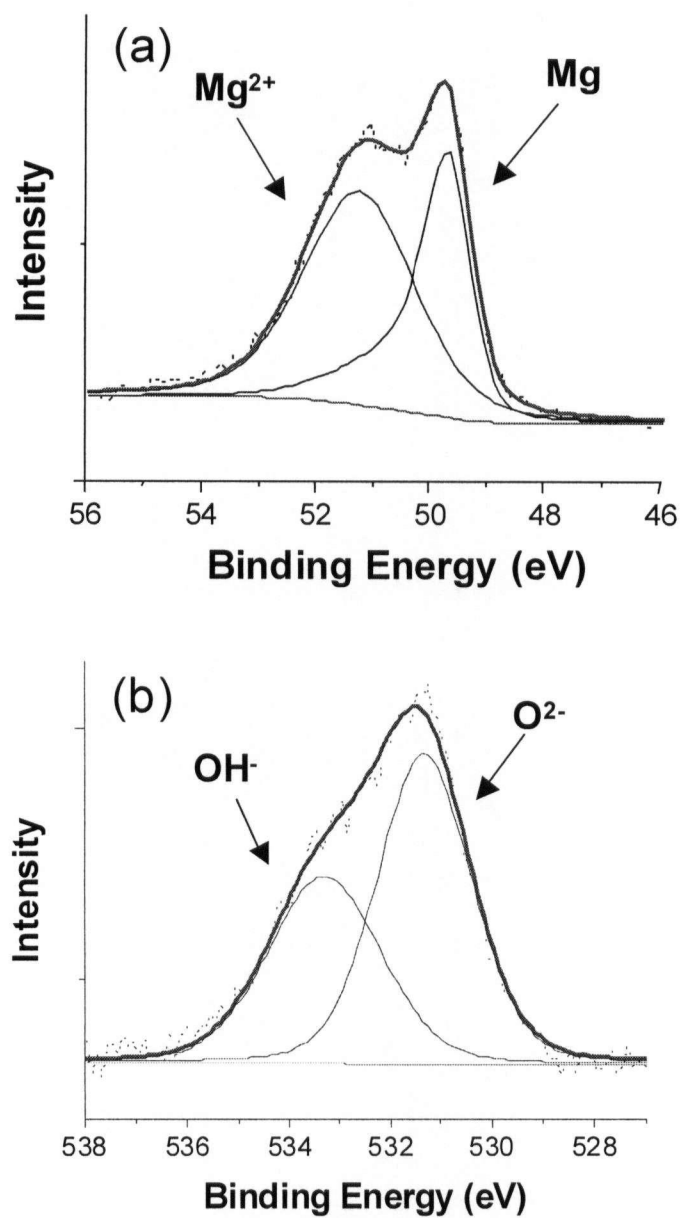 (a)
Mg²⁺
Mg
Intensity
56 54 52 50 48 46
Binding Energy (eV)
(b)
O²⁻
OH⁻
Intensity
538 536 534 532 530 528
Binding Energy (eV)